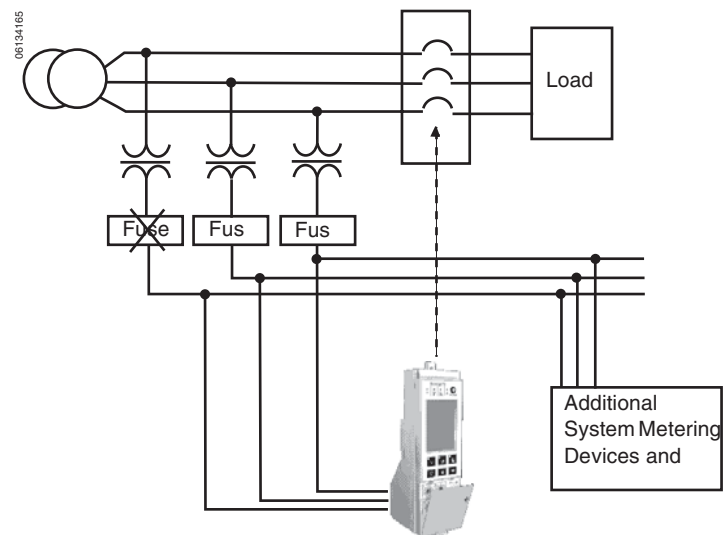 06134165
Load
Fuse
Fus
Fus
Additional
System Metering
Devices and